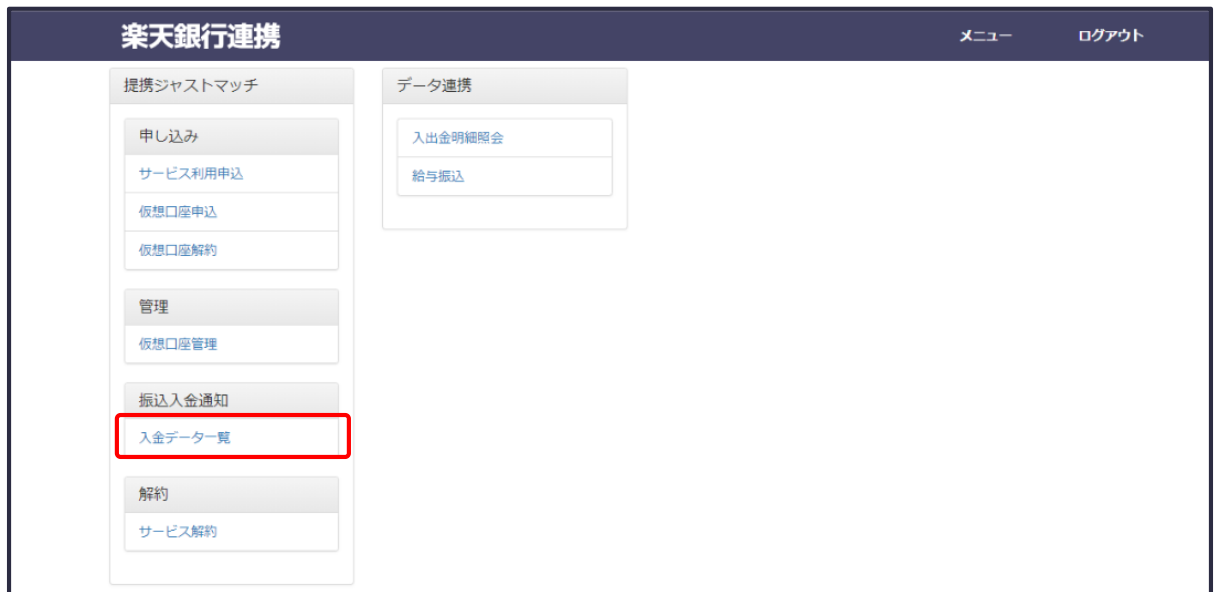 楽天銀行連携
メニュー
ログアウト
提携ジャストマッチ
申し込み
サービス利用申込
仮想口座申込
仮想口座解約
管理
仮想口座管理
振込入金通知
入金データ一覧
解約
サービス解約
データ連携
入出金明細照会
給与振込